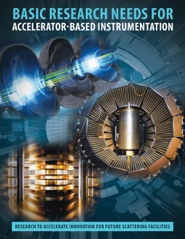 BASIC RESEARCH NEEDS FOR
ACCELERATOR-BASED INSTRUMENTATION
RESEARCH TO ACCELERATE INNOVATION FOR FUTURE SCATTERING FACILITIES